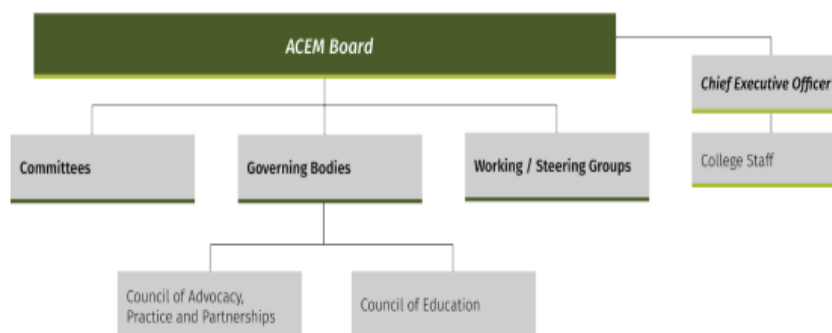 ACEM Board
Chief Executive Officer
College Staff
Committees
Governing Bodies
Working / Steering Groups
Council of Advocacy,
Practice and Partnerships
Council of Education